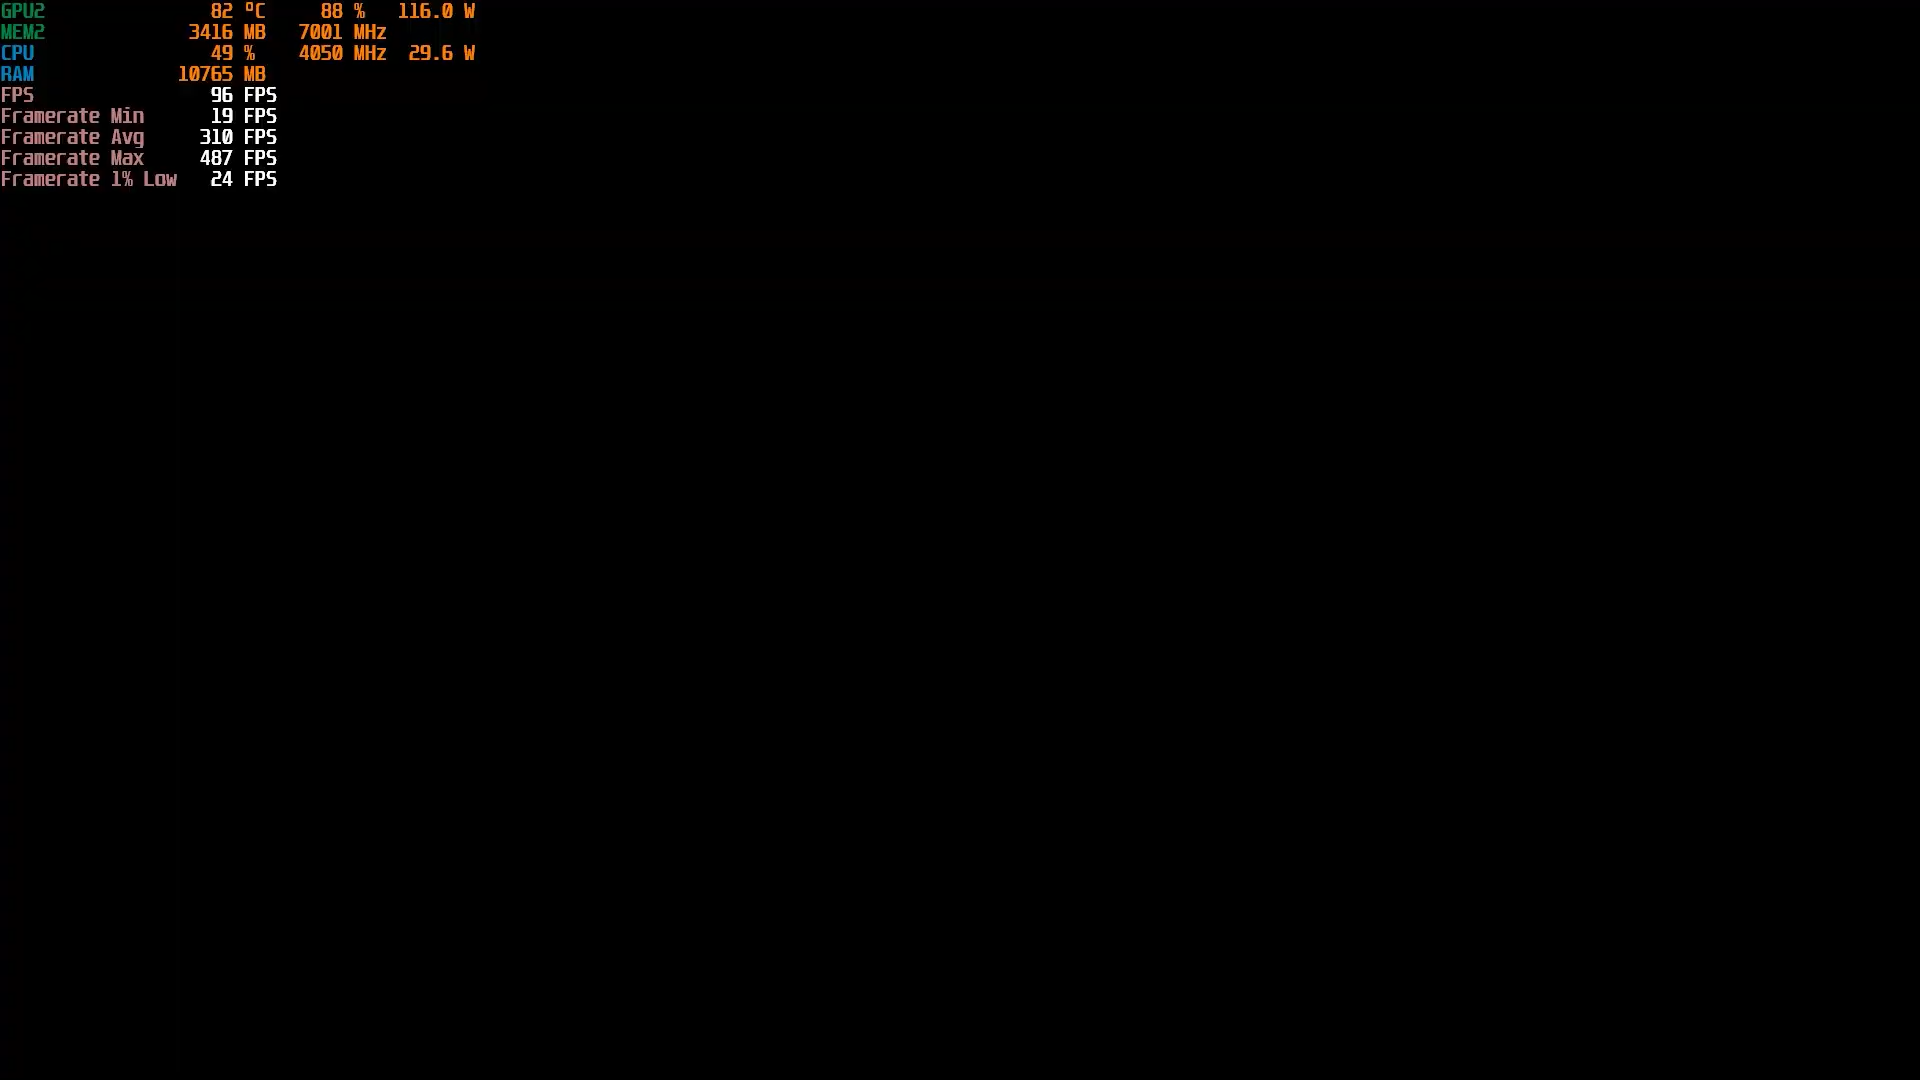 GPU2 82 °C 88 % 116.0 W
MEM2 3416 MB 7001 MHz
CPU 49 % 4050 MHz 29.6 W
RAM 10765 MB
FPS 96 FPS
Framerate Min 19 FPS
Framerate Avg 310 FPS
Framerate Max 487 FPS
Framerate 1% Low 24 FPS